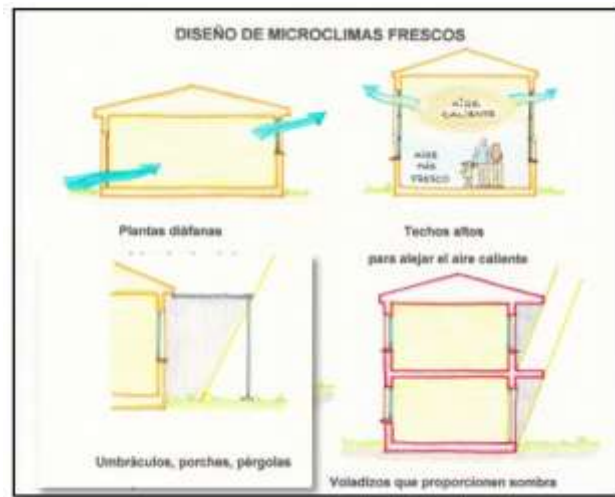 DISEÑO DE MICROCLIMAS FRESCOS
AIRE
CALIENTE
AIRE
MÁS
FRESCO
Plantas diáfanas
Techos altos
para alejar el aire caliente
Umbráculos, porches, pérgolas
Voladizos que proporcionen sombra